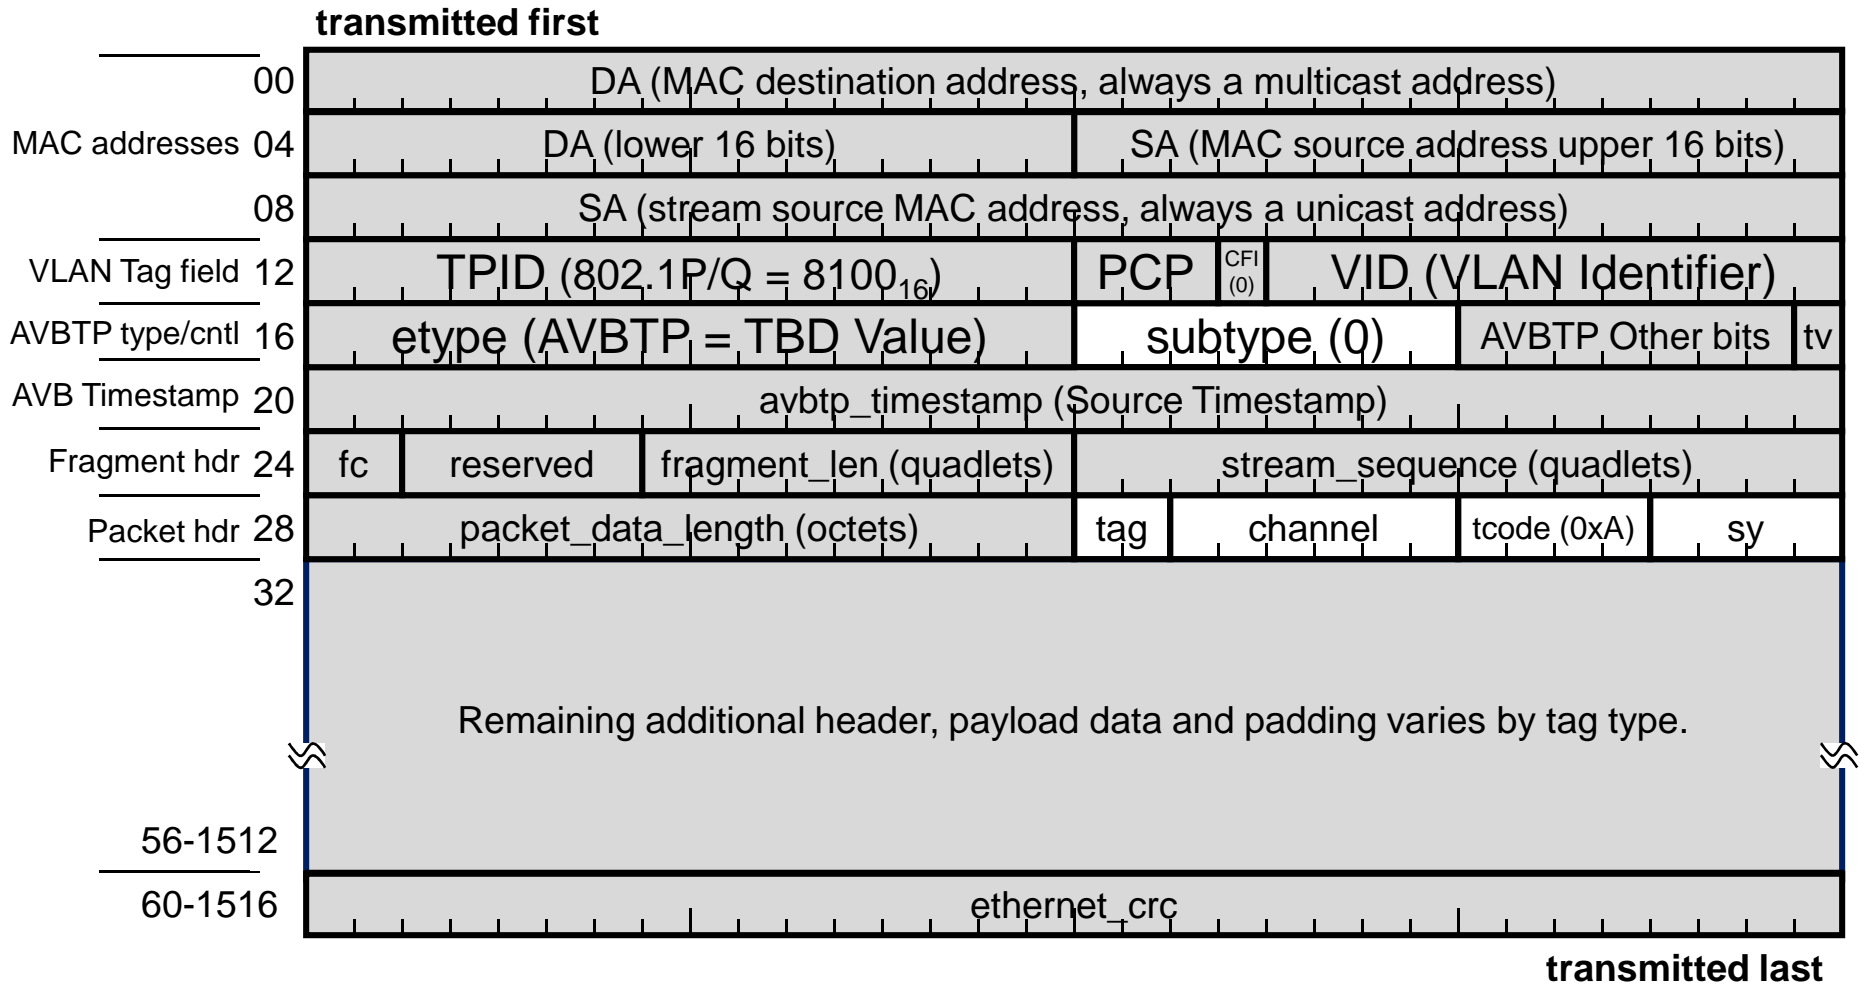 transmitted first
00 DA (MAC destination address, always a multicast address)
MAC addresses 04 DA (lower 16 bits) SA (MAC source address upper 16 bits)
08 SA (stream source MAC address, always a unicast address)
VLAN Tag field 12 TPID (802.1P/Q = 8100₁₆) PCP CFI (0) VID (VLAN Identifier)
AVBTP type/cntl 16 etype (AVBTP = TBD Value) subtype (0) AVBTP Other bits tv
AVB Timestamp 20 avbtp_timestamp (Source Timestamp)
Fragment hdr 24 fc reserved fragment_len (quadlets) stream_sequence (quadlets)
Packet hdr 28 packet_data_length (octets) tag channel tcode (0xA) sy
32
Remaining additional header, payload data and padding varies by tag type.
56-1512
60-1516 ethernet_crc
transmitted last